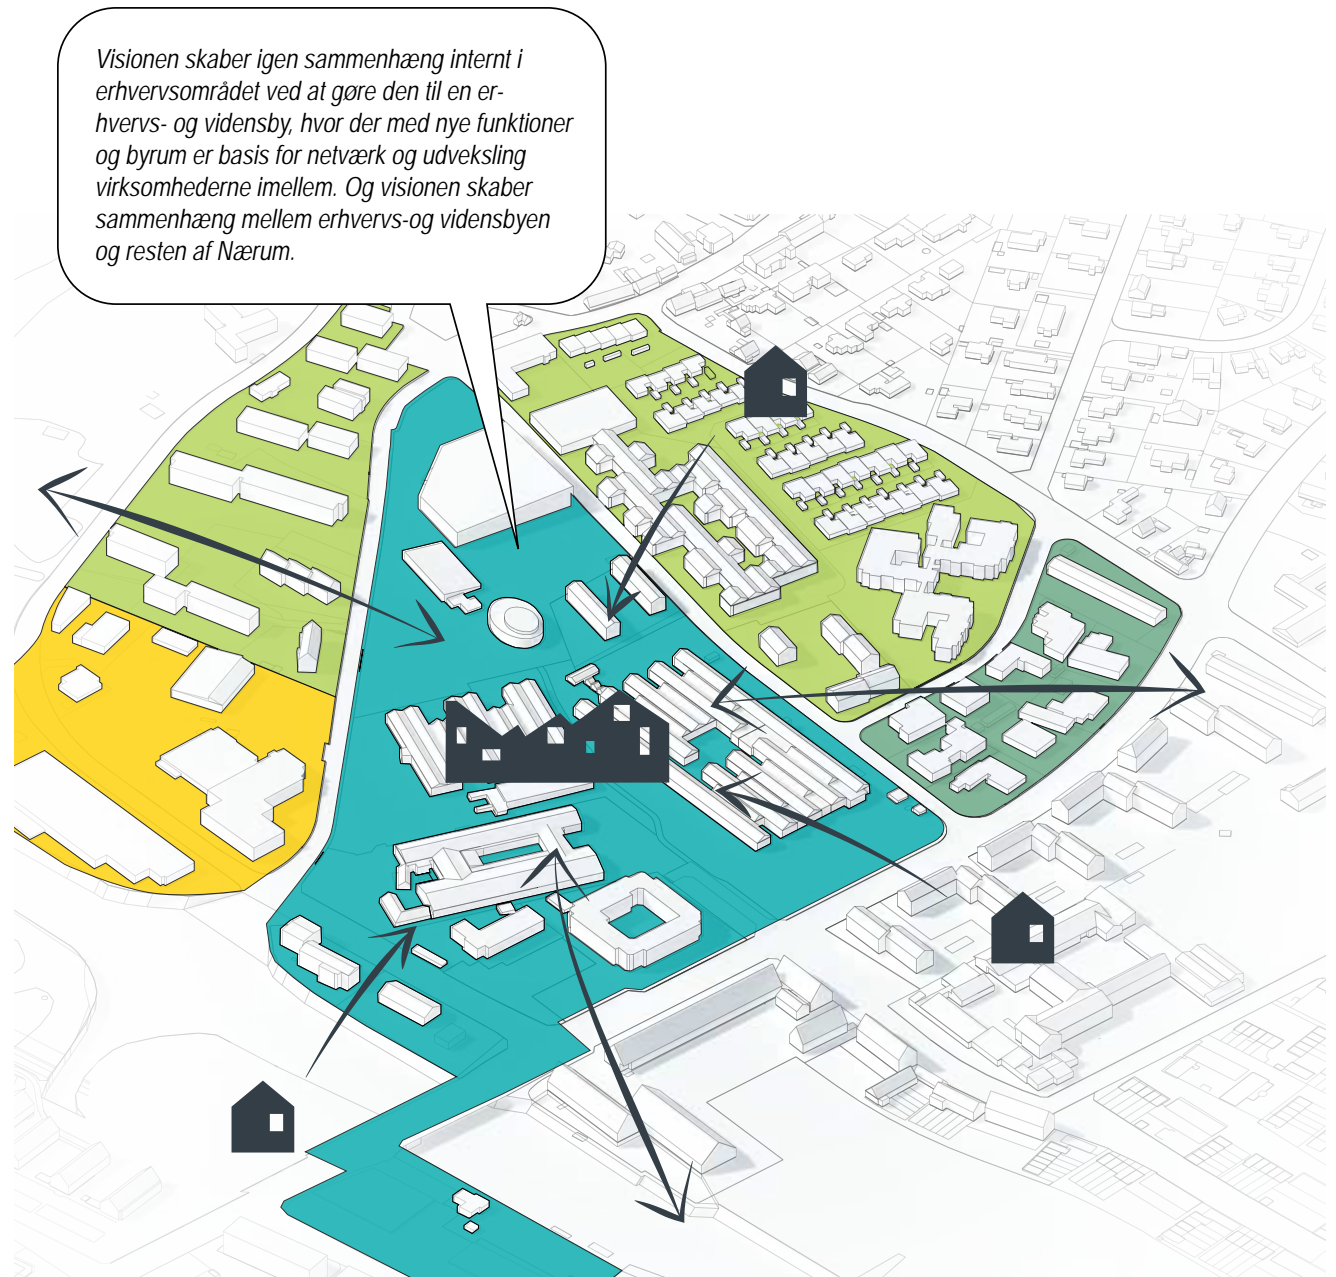 Visionen skaber igen sammenhæng internt i
erhvervsområdet ved at gøre den til en er-
hvervs- og vidensby, hvor der med nye funktioner
og byrum er basis for netværk og udveksling
virksomhederne imellem. Og visionen skaber
sammenhæng mellem erhvervs-og vidensbyen
og resten af Nærum.